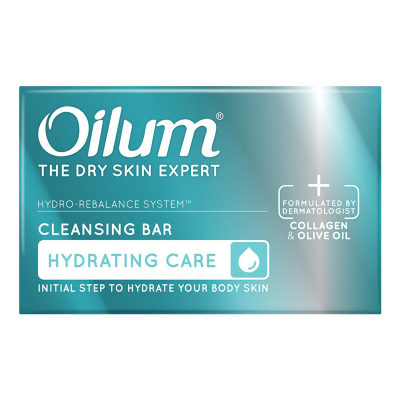 Oilum®
THE DRY SKIN EXPERT
HYDRO-REBALANCE SYSTEM™
CLEANSING BAR
HYDRATING CARE
INITIAL STEP TO HYDRATE YOUR BODY SKIN
FORMULATED BY
DERMATOLOGIST
COLLAGEN
& OLIVE OIL